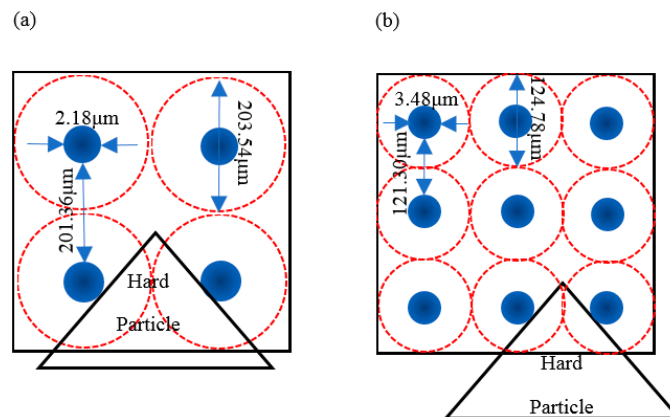 (a)
(b)
2.18μm
203.54μm
201.36μm
Hard
Particle
3.48μm
124.78μm
121.30μm
Hard
Particle